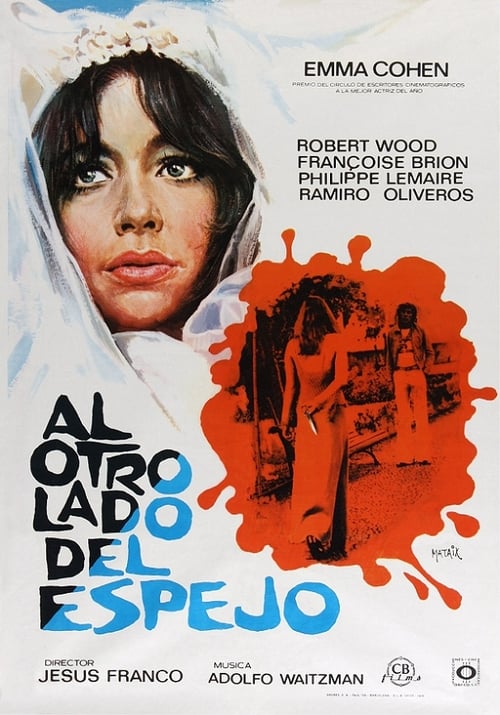 EMMA COHEN
PREMIO DEL CIRCULO DE ESCRITORES CINEMATOGRAFICOS
A LA MEJOR ACTRIZ DEL AÑO
ROBERT WOOD
FRANÇOISE BRION
PHILIPPE LEMAIRE
RAMIRO OLIVEROS
AL
OTRO
LADO
DEL
ESPEJO
MATAIX
DIRECTOR
JESUS FRANCO
MUSICA
ADOLFO WAITZMAN
CB
films